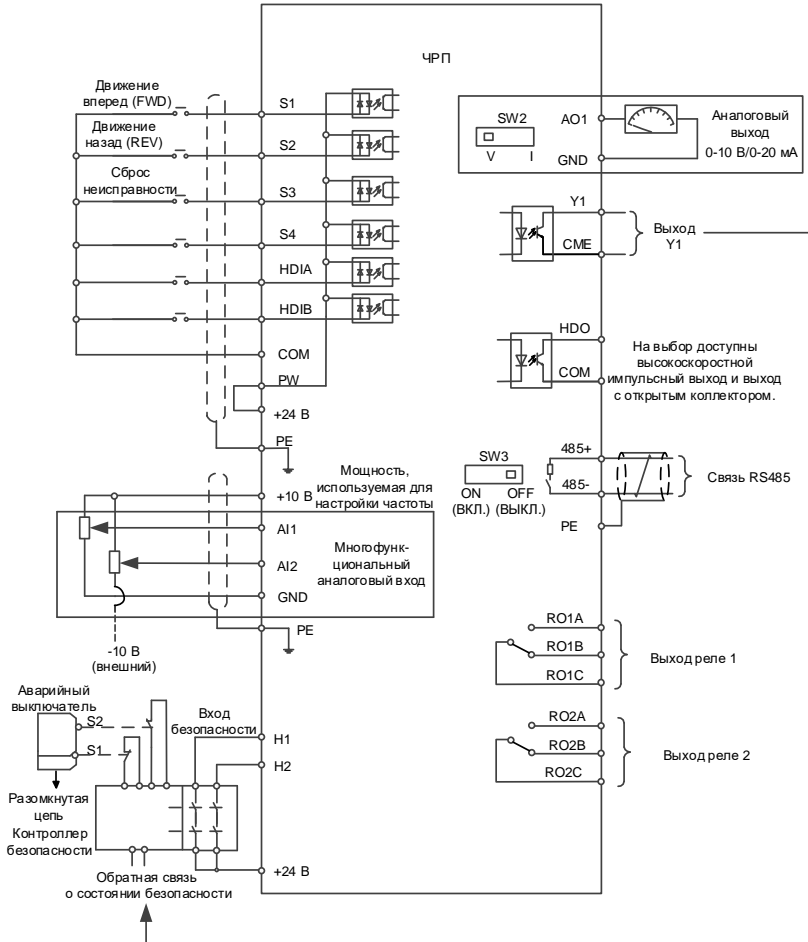 ЧРП
Движение
вперед (FWD)
S1
Движение
назад (REV)
S2
Сброс
неисправности
S3
S4
HDIA
HDIB
COM
PW
+24 В
PE
SW2
V I
AO1
GND
Аналоговый
выход
0-10 В/0-20 мА
Y1
CME
Выход
Y1
HDO
COM
На выбор доступны
высокоскоростной
импульсный выход и выход
с открытым коллектором.
SW3
ON OFF
(ВКЛ.) (ВЫКЛ.)
485+
485-
PE
Связь RS485
Мощность,
используемая для
настройки частоты
+10 В
AI1
AI2
GND
Многофунк-
циональный
аналоговый вход
PE
-10 В
(внешний)
RO1A
RO1B
RO1C
Выход реле 1
RO2A
RO2B
RO2C
Выход реле 2
Аварийный
выключатель
S2
S1
Разомкнутая
цепь
Контроллер
безопасности
Вход
безопасности
H1
H2
+24 В
Обратная связь
о состоянии безопасности